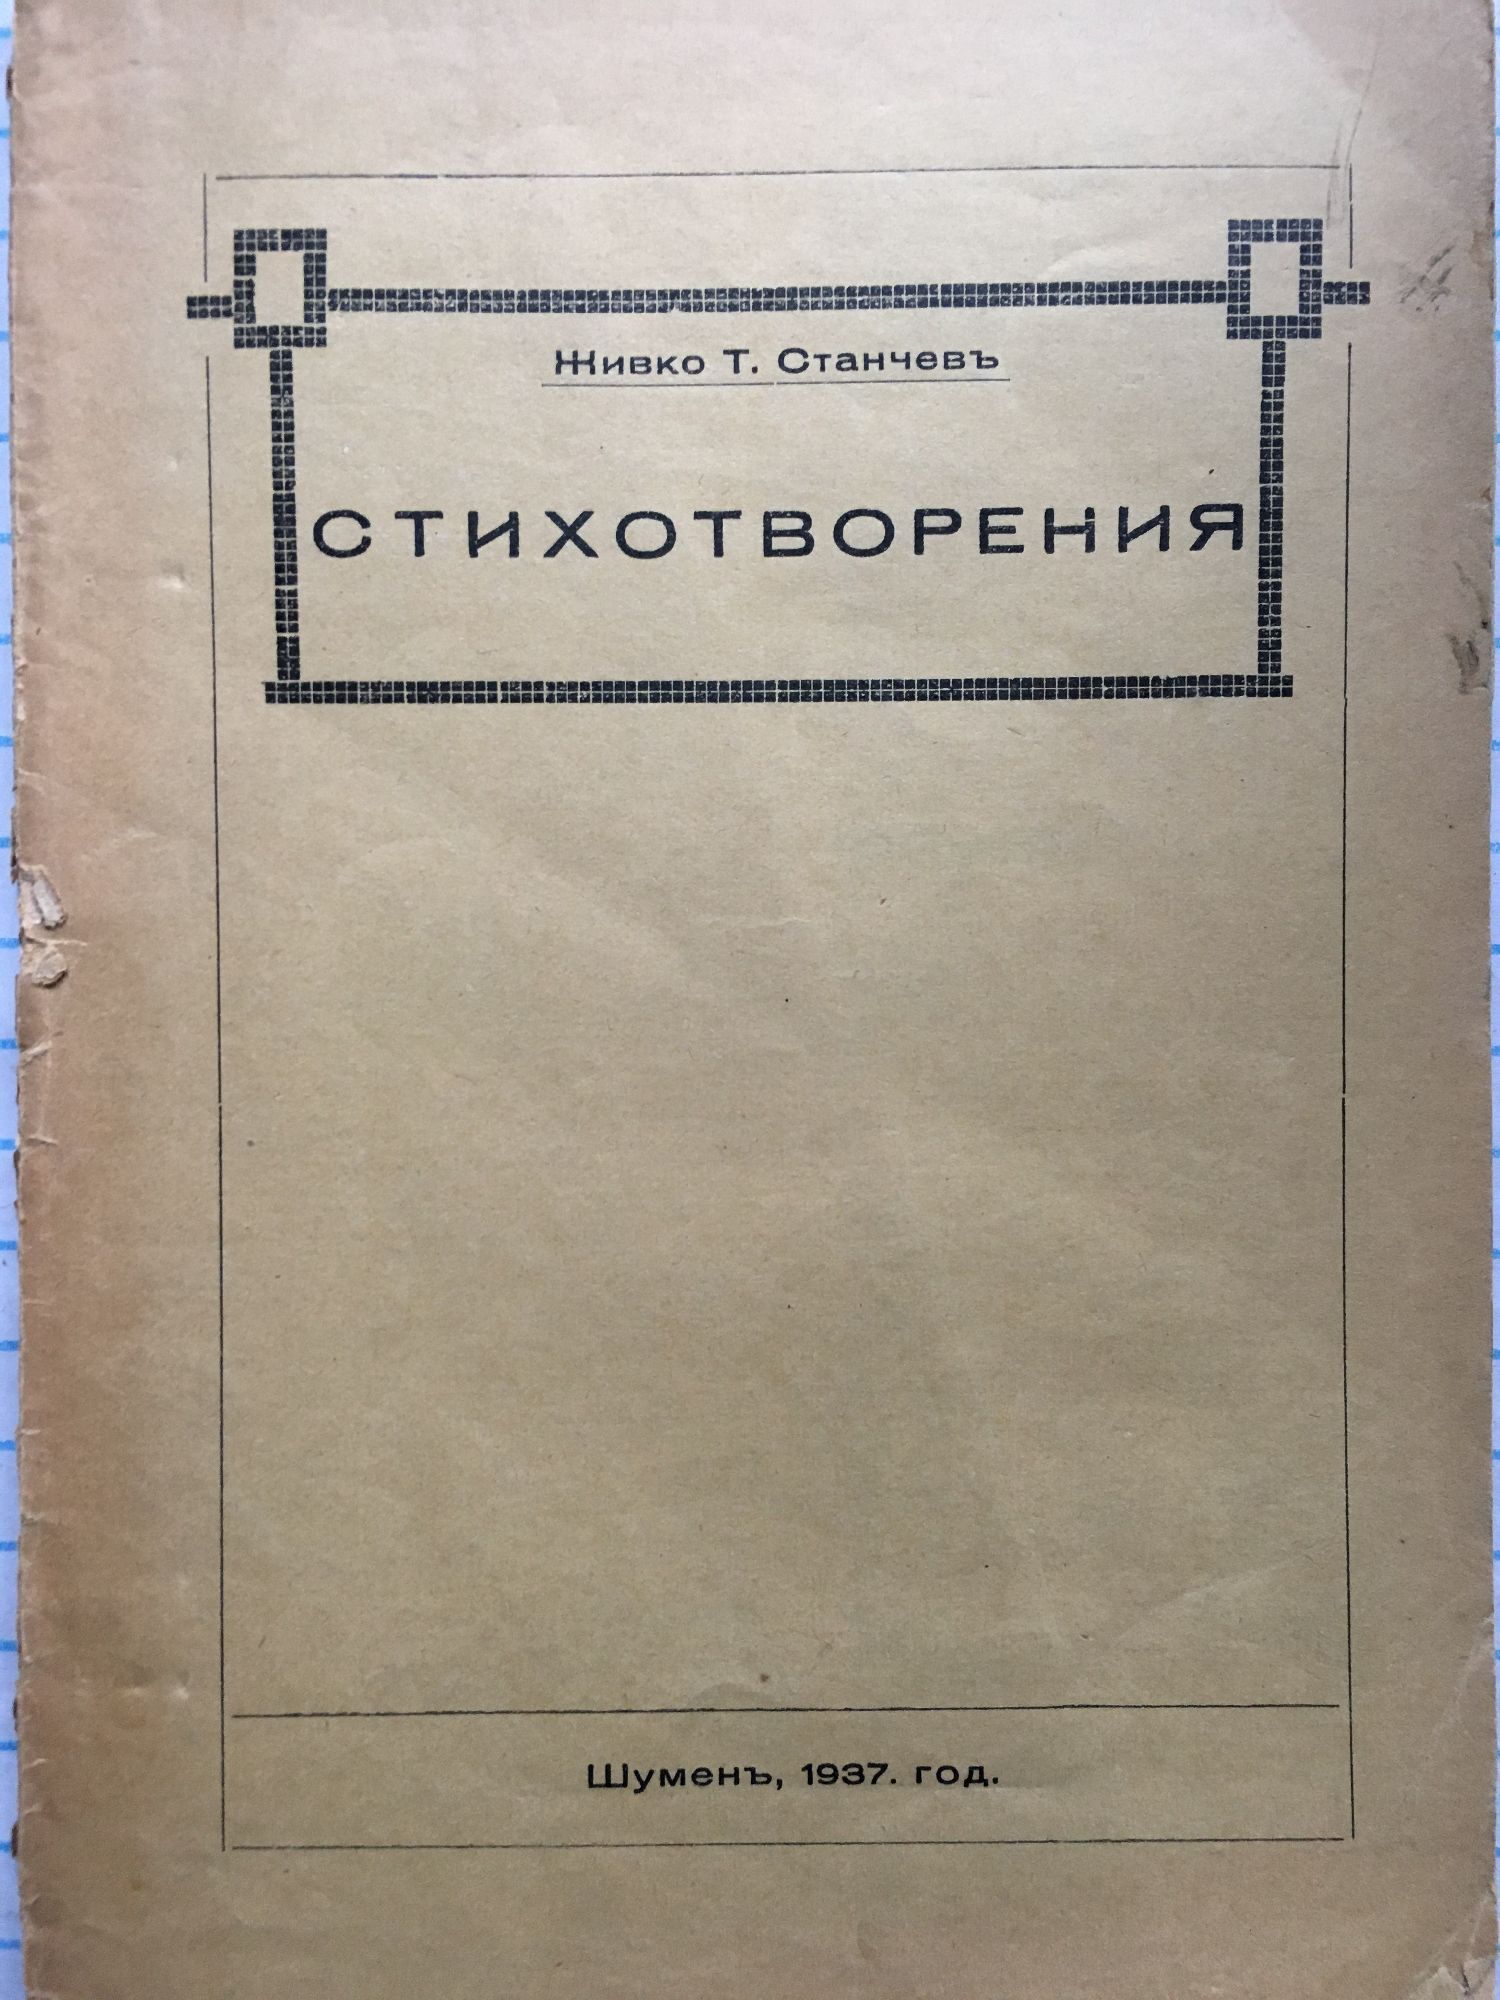 Живко Т. Станчевъ
СТИХОТВОРЕНИЯ
Шуменъ, 1937. год.